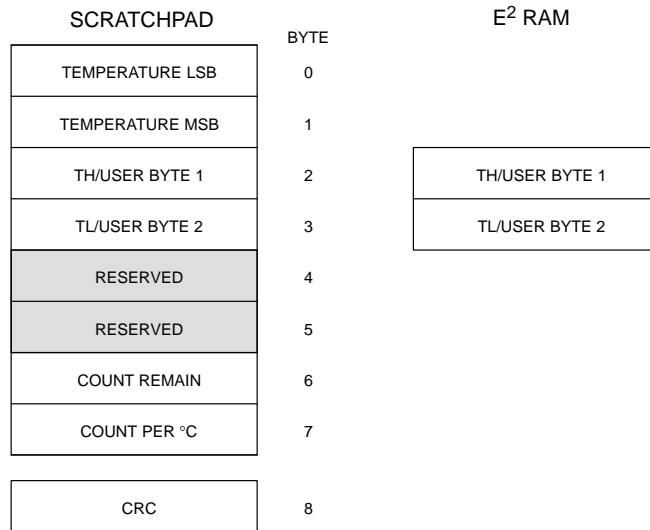 SCRATCHPAD
BYTE
E² RAM
TEMPERATURE LSB 0
TEMPERATURE MSB 1
TH/USER BYTE 1 2 TH/USER BYTE 1
TL/USER BYTE 2 3 TL/USER BYTE 2
RESERVED 4
RESERVED 5
COUNT REMAIN 6
COUNT PER °C 7
CRC 8